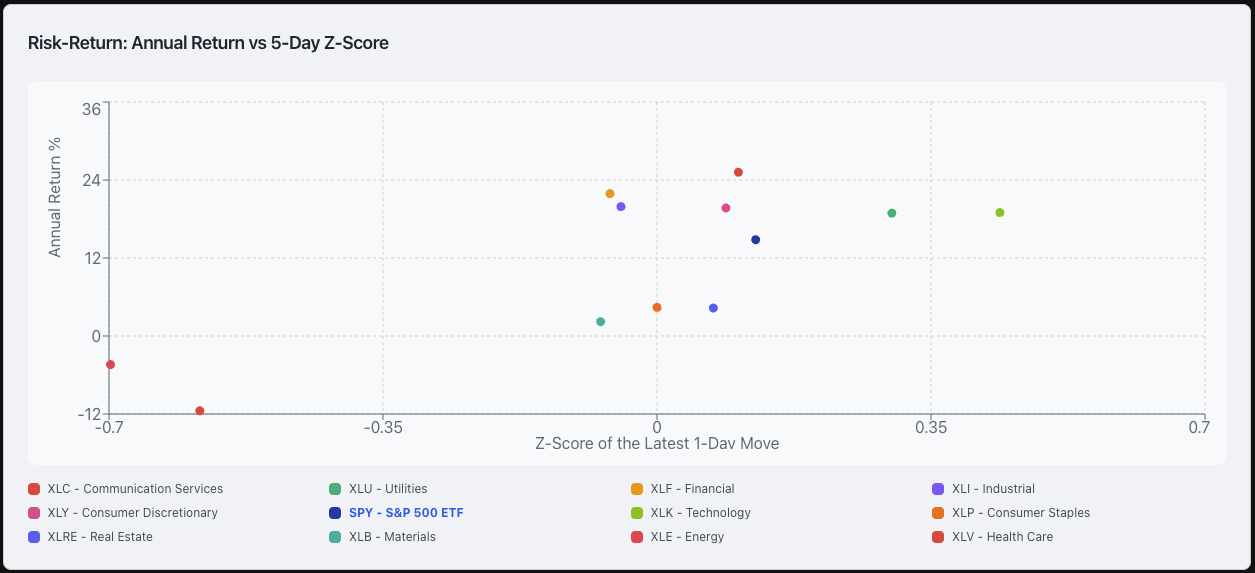 Risk-Return: Annual Return vs 5-Day Z-Score
36
24
12
0
-12
Annual Return %
-0.7
-0.35
0
0.35
0.7
Z-Score of the Latest 1-Day Move
XLC - Communication Services
XLU - Utilities
XLF - Financial
XLI - Industrial
XLY - Consumer Discretionary
SPY - S&P 500 ETF
XLK - Technology
XLP - Consumer Staples
XLRE - Real Estate
XLB - Materials
XLE - Energy
XLV - Health Care